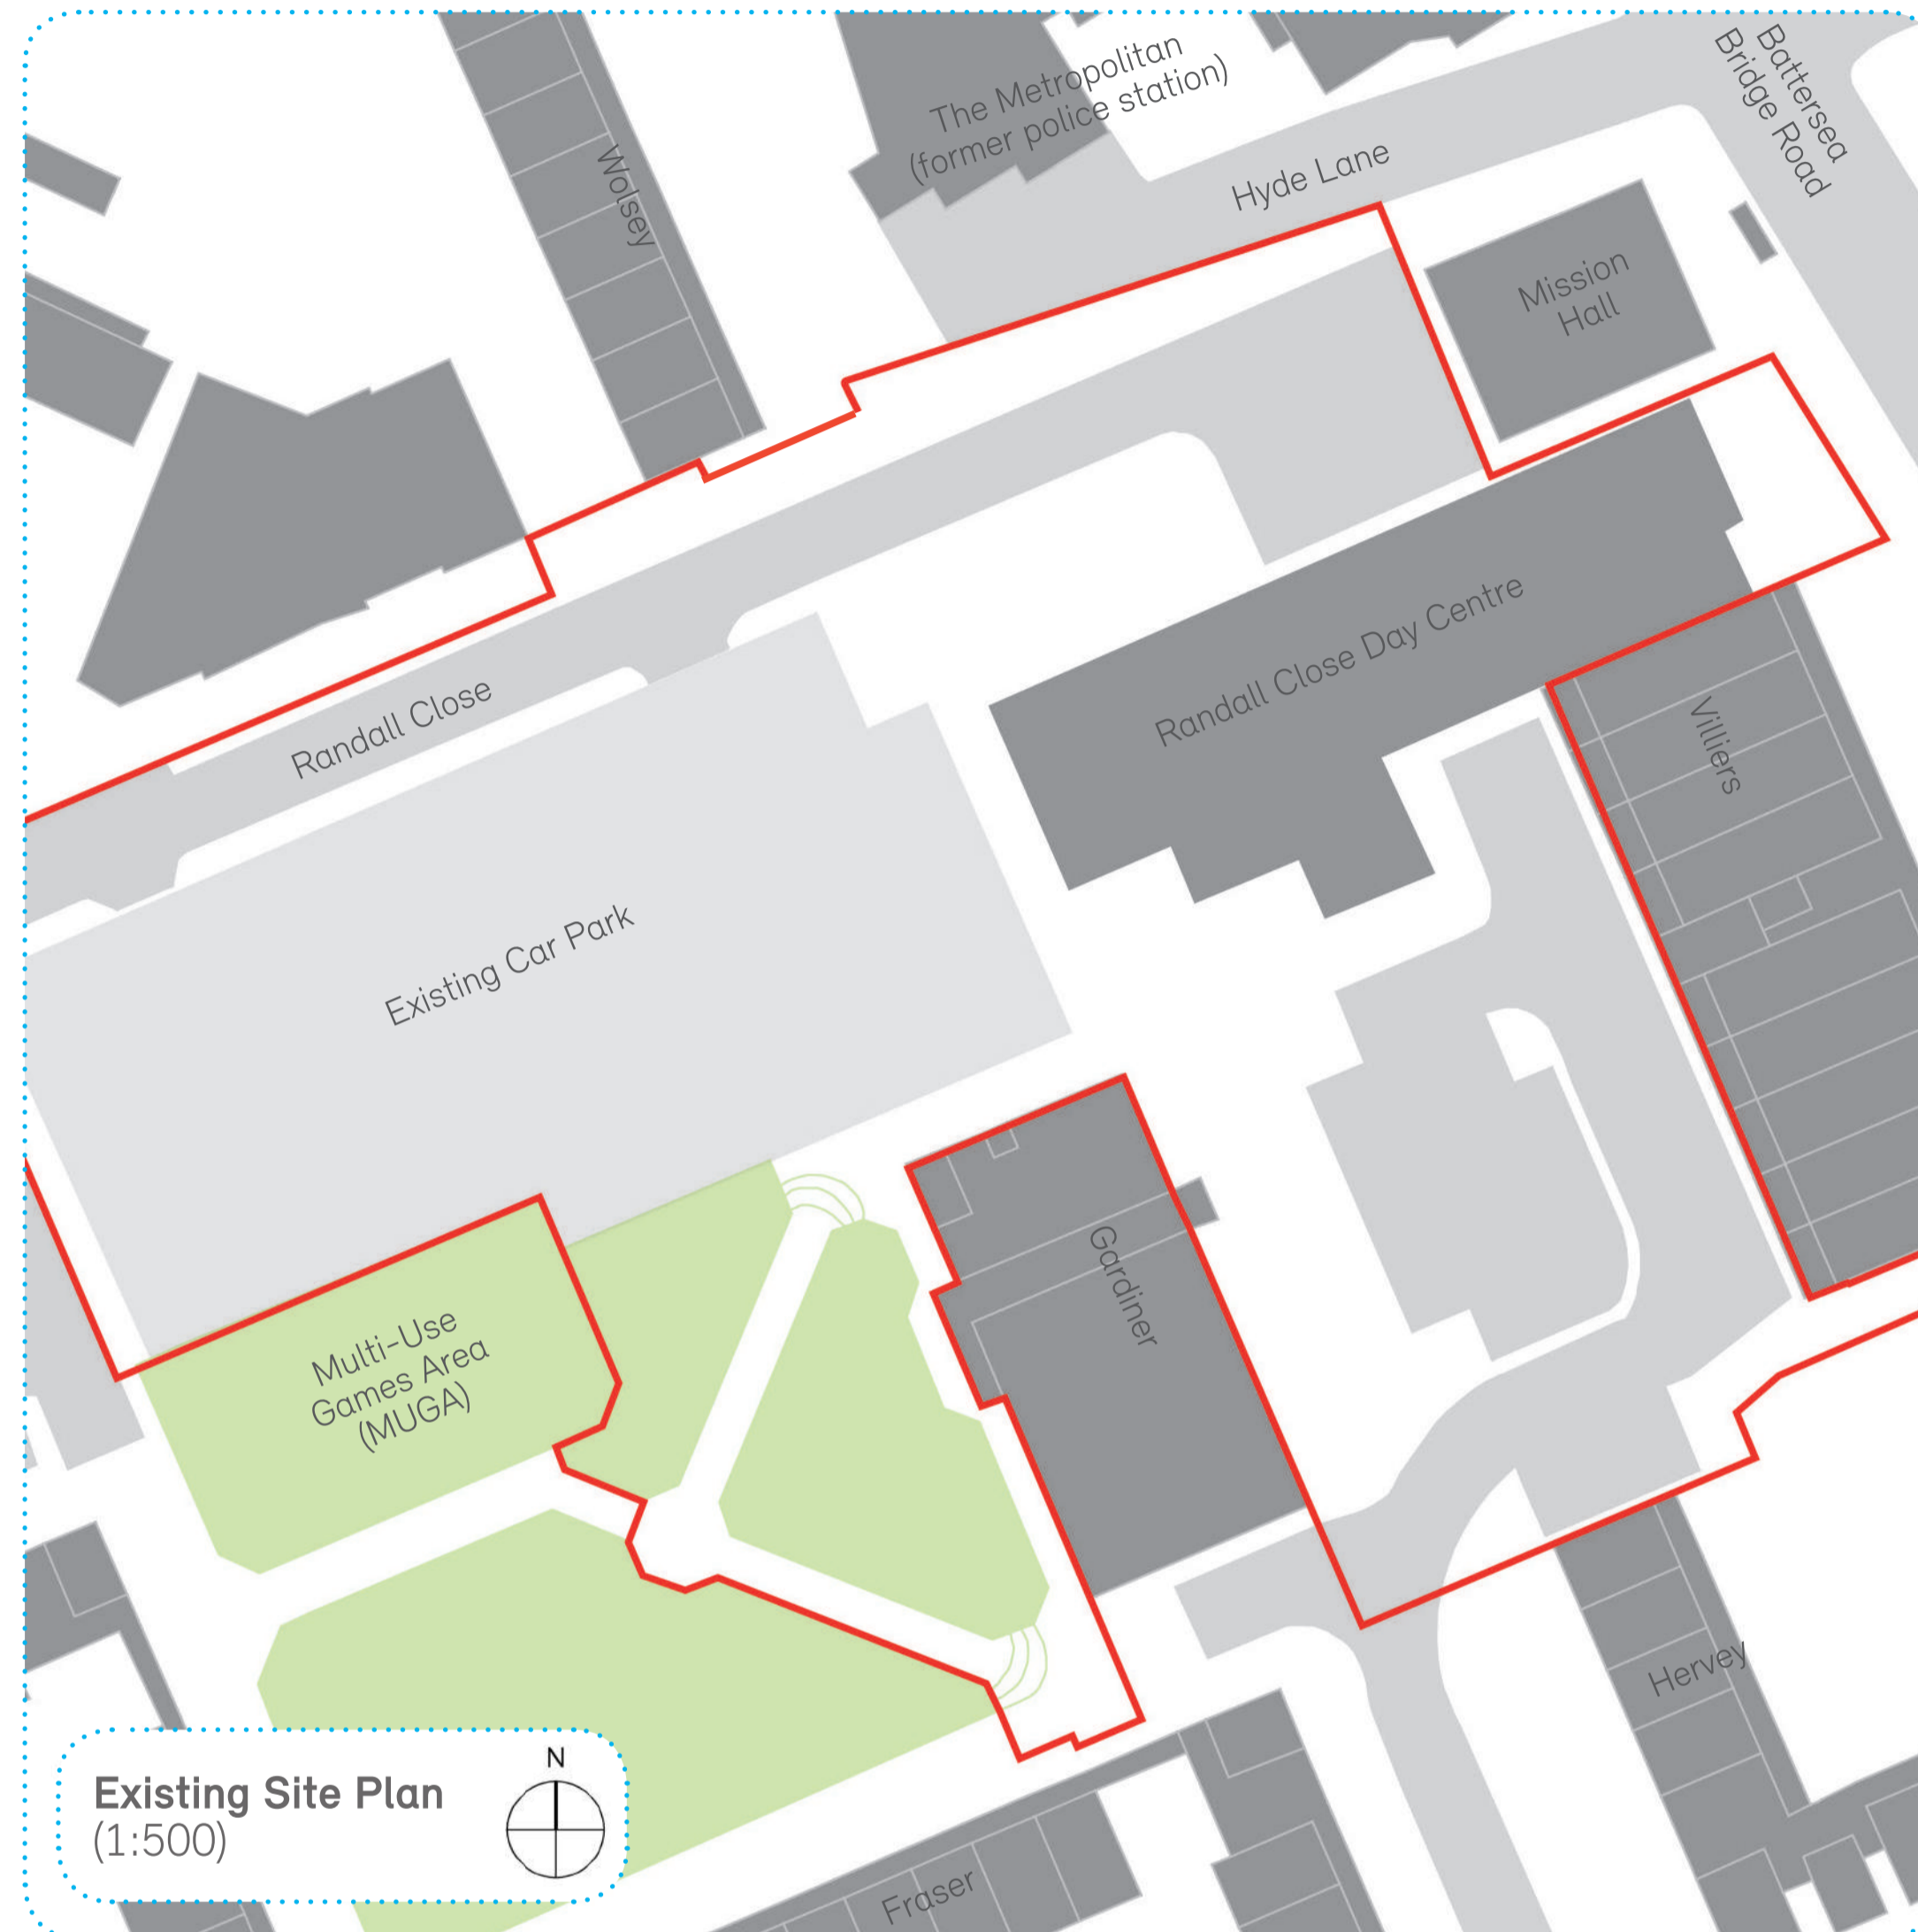 The Metropolitan
(former police station)
Battersea
Bridge Road
Wolsey
Hyde Lane
Mission
Hall
Randall Close
Randall Close Day Centre
Villiers
Existing Car Park
Multi-Use
Games Area
(MUGA)
Gardiner
Hervey
N
Existing Site Plan
(1:500)
Fraser